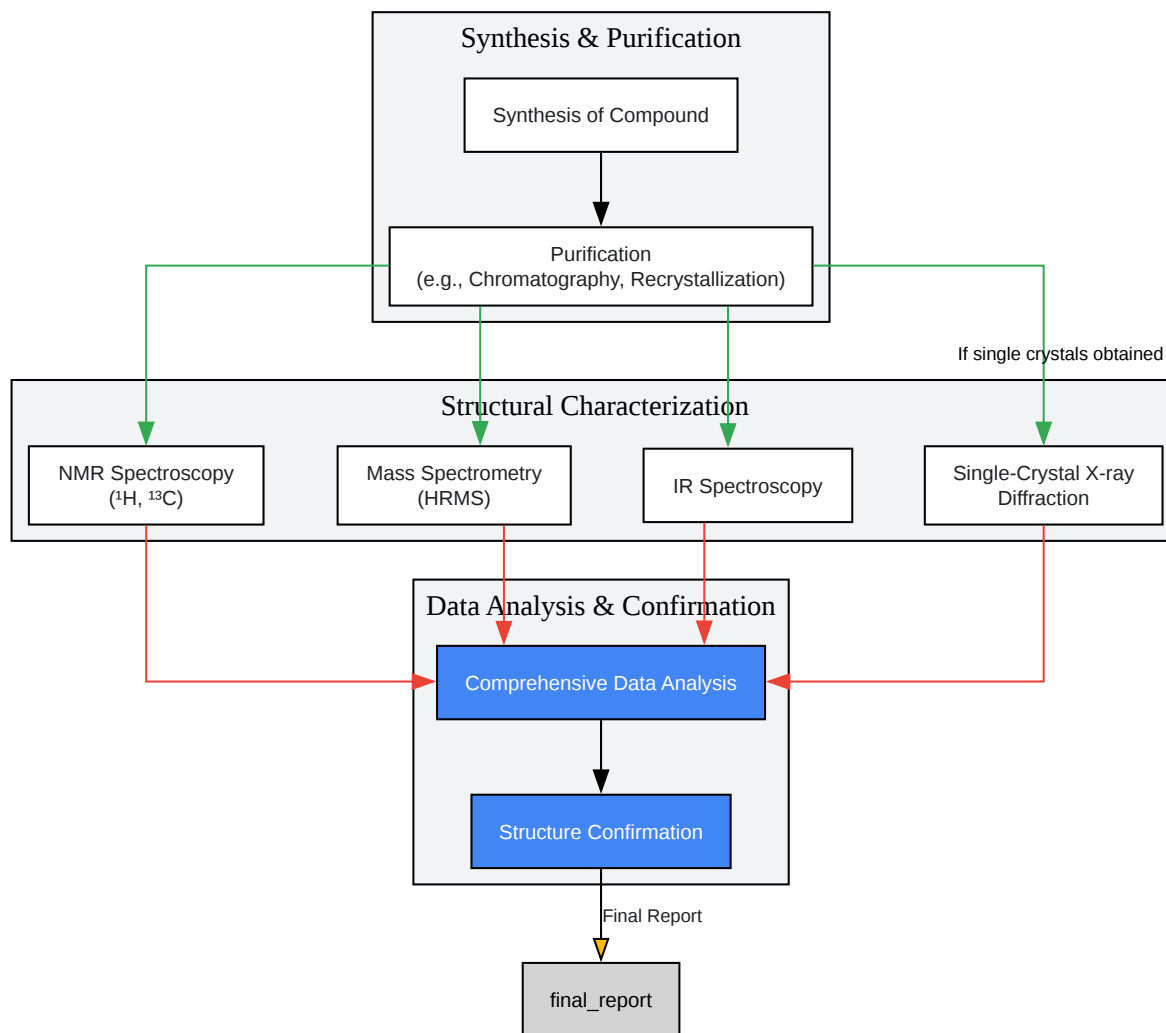 Synthesis & Purification
Synthesis of Compound
Purification
(e.g., Chromatography, Recrystallization)
If single crystals obtained
Structural Characterization
NMR Spectroscopy
(¹H, ¹³C)
Mass Spectrometry
(HRMS)
IR Spectroscopy
Single-Crystal X-ray
Diffraction
Data Analysis & Confirmation
Comprehensive Data Analysis
Structure Confirmation
Final Report
final_report